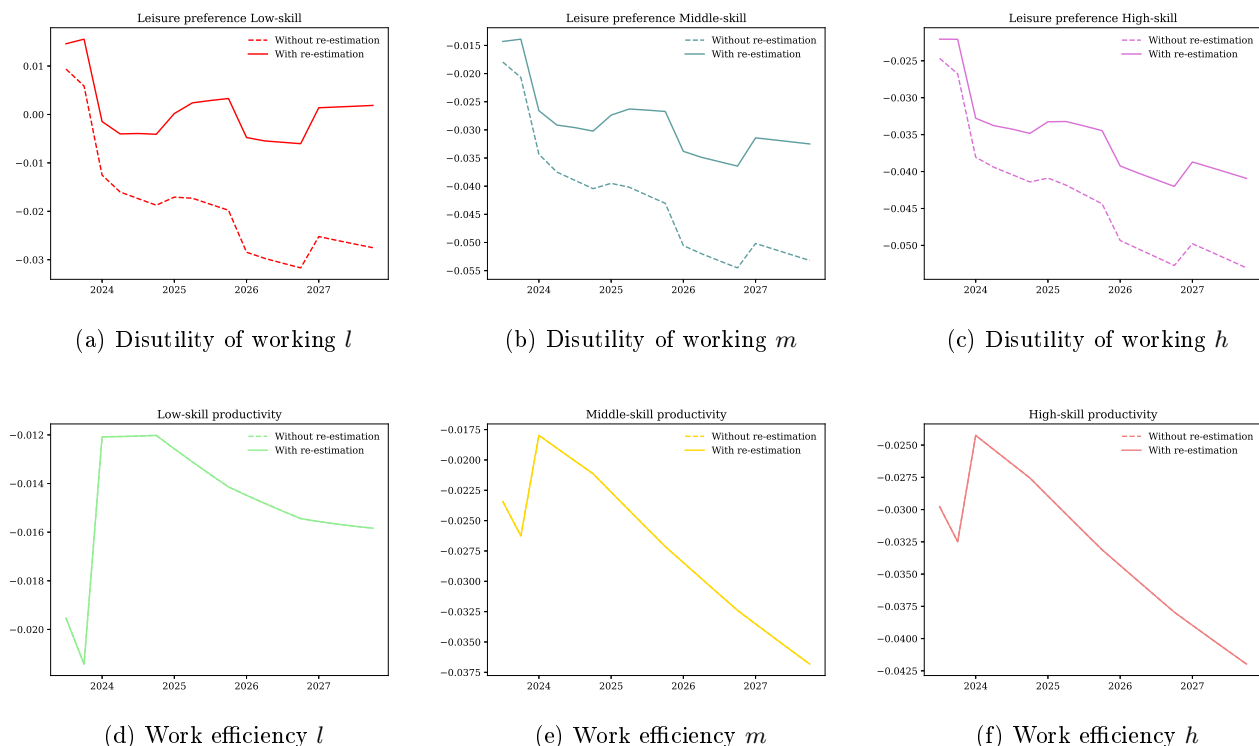 Leisure preference Low-skill
Without re-estimation
With re-estimation
0.01
0.00
−0.01
−0.02
−0.03
2024 2025 2026 2027
(a) Disutility of working l
Leisure preference Middle-skill
Without re-estimation
With re-estimation
−0.015
−0.020
−0.025
−0.030
−0.035
−0.040
−0.045
−0.050
−0.055
2024 2025 2026 2027
(b) Disutility of working m
Leisure preference High-skill
Without re-estimation
With re-estimation
−0.025
−0.030
−0.035
−0.040
−0.045
−0.050
2024 2025 2026 2027
(c) Disutility of working h
Low-skill productivity
Without re-estimation
With re-estimation
−0.012
−0.014
−0.016
−0.018
−0.020
2024 2025 2026 2027
(d) Work efficiency l
Middle-skill productivity
Without re-estimation
With re-estimation
−0.0175
−0.0200
−0.0225
−0.0250
−0.0275
−0.0300
−0.0325
−0.0350
−0.0375
2024 2025 2026 2027
(e) Work efficiency m
High-skill productivity
Without re-estimation
With re-estimation
−0.0250
−0.0275
−0.0300
−0.0325
−0.0350
−0.0375
−0.0400
−0.0425
2024 2025 2026 2027
(f) Work efficiency h